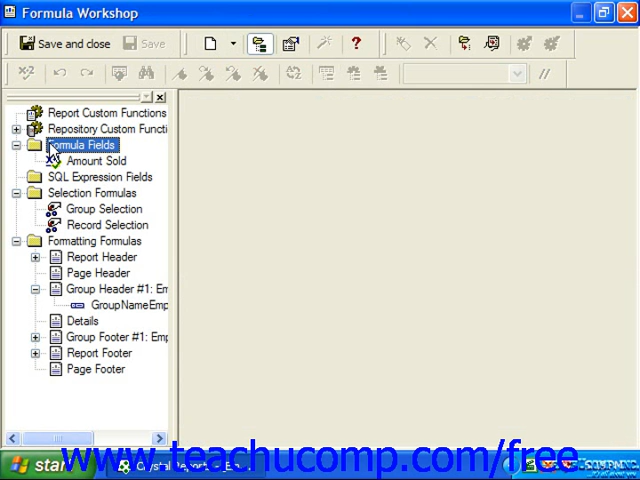 Formula Workshop
Save and close
Save
Report Custom Functions
Repository Custom Functi
Formula Fields
Amount Sold
SQL Expression Fields
Selection Formulas
Group Selection
Record Selection
Formatting Formulas
Report Header
Page Header
Group Header #1: Em
GroupNameEmp
Details
Group Footer #1: Emp
Report Footer
Page Footer
start
www.teachucomp.com/free